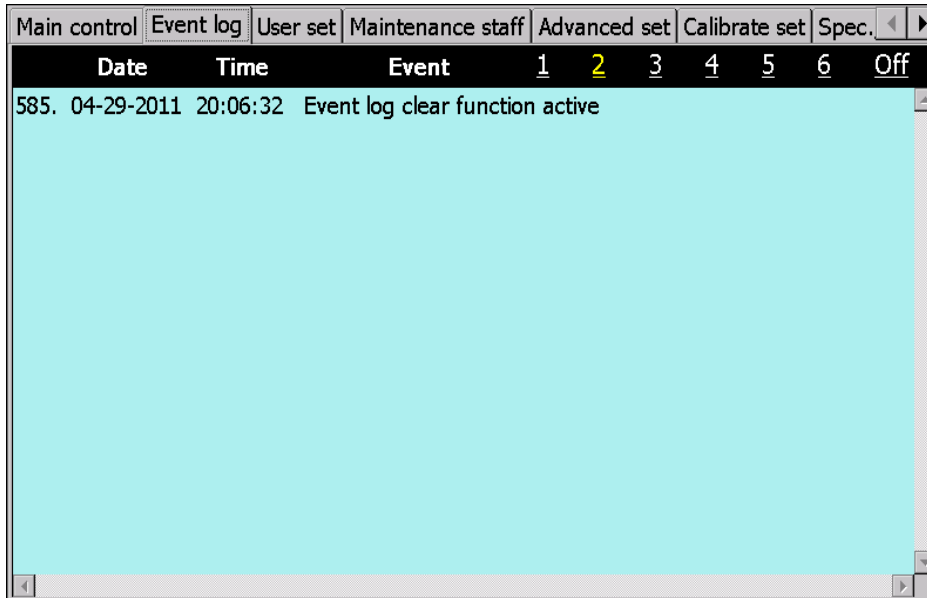 Main control Event log User set Maintenance staff Advanced set Calibrate set Spec.
Date Time Event 1 2 3 4 5 6 Off
585. 04-29-2011 20:06:32 Event log clear function active